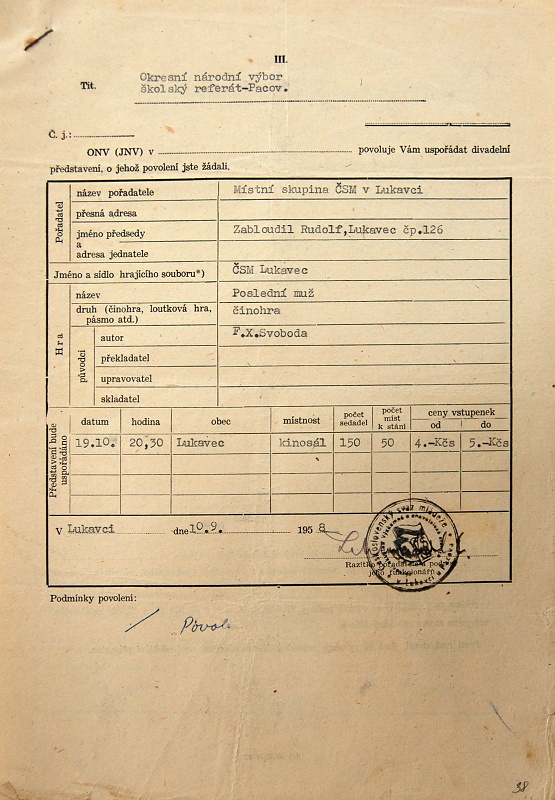 III.
Tit. Okresní národní výbor
školský referát-Pacov.
Č. j.:
ONV (JNV) v povoluje Vám uspořádat divadelní
představení, o jehož povolení jste žádali.
Pořadatel
název pořadatele Místní skupina ČSM v Lukavci
přesná adresa
jméno předsedy Zabloudil Rudolf,Lukavec čp.126
a
adresa jednatele
Jméno a sídlo hrajícího souboru*) ČSM Lukavec
Hra
název Poslední muž
druh (činohra, loutková hra, činohra
pásmo atd.)
původci
autor F.X.Svoboda
překladatel
upravovatel
skladatel
Představení bude uspořádáno
datum hodina obec místnost počet sedadel počet míst k stání ceny vstupenek
od do
19.10. 20,30 Lukavec kinosál 150 50 4.-Kčs 5.-Kčs
V Lukavci dne 10.9. 1958
Razítko pořadatele a
jeho funkcionářů
Podmínky povolení:
38